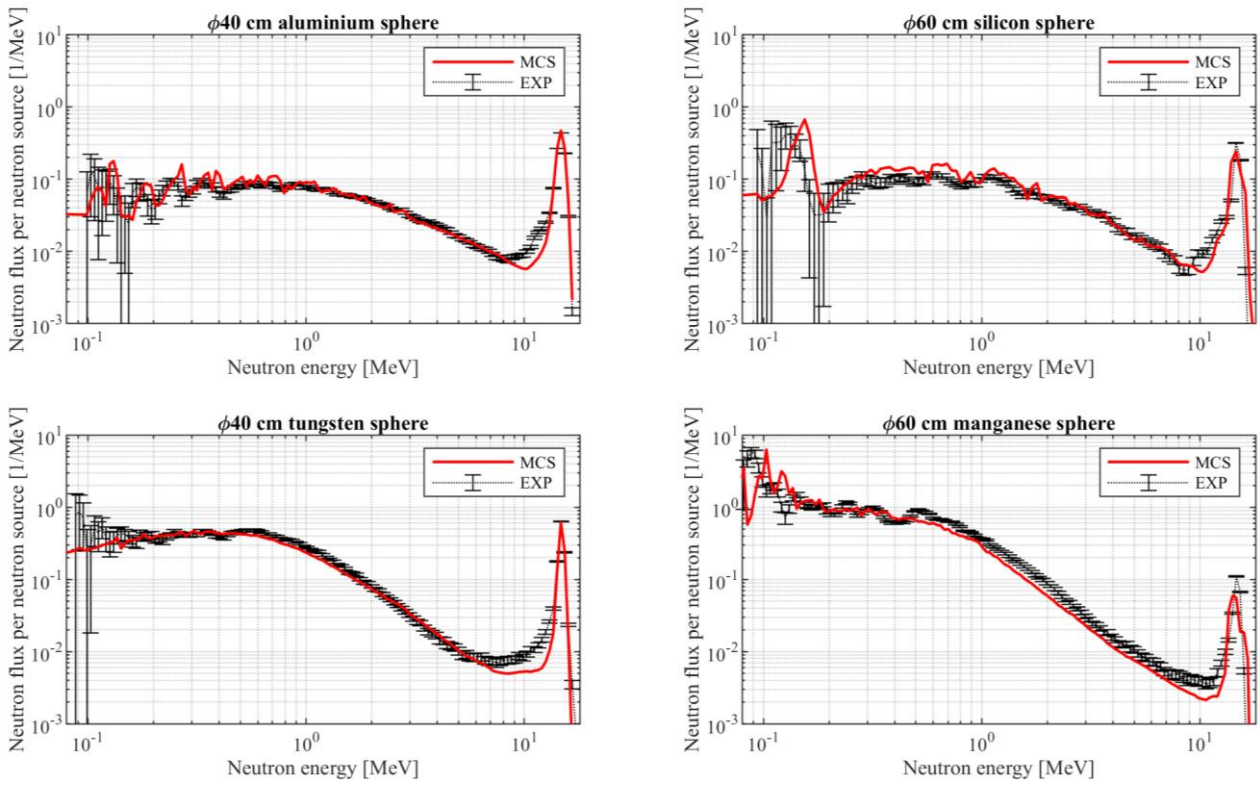 ϕ40 cm aluminium sphere
Neutron flux per neutron source [1/MeV]
10^1
10^0
10^-1
10^-2
10^-3
MCS
EXP
10^-1 10^0 10^1
Neutron energy [MeV]
ϕ60 cm silicon sphere
Neutron flux per neutron source [1/MeV]
10^1
10^0
10^-1
10^-2
10^-3
MCS
EXP
10^-1 10^0 10^1
Neutron energy [MeV]
ϕ40 cm tungsten sphere
Neutron flux per neutron source [1/MeV]
10^1
10^0
10^-1
10^-2
10^-3
MCS
EXP
10^-1 10^0 10^1
Neutron energy [MeV]
ϕ60 cm manganese sphere
Neutron flux per neutron source [1/MeV]
10^1
10^0
10^-1
10^-2
10^-3
MCS
EXP
10^-1 10^0 10^1
Neutron energy [MeV]